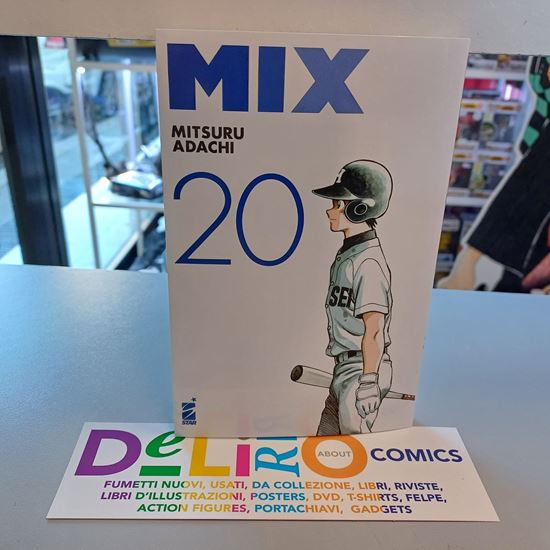 MIX
MITSURU
ADACHI
20
SEI
STAR
DeLiRiO ABOUT COMICS
FUMETTI NUOVI, USATI, DA COLLEZIONE, LIBRI, RIVISTE,
LIBRI D'ILLUSTRAZIONI, POSTERS, DVD, T-SHIRTS, FELPE,
ACTION FIGURES, PORTACHIAVI, GADGETS